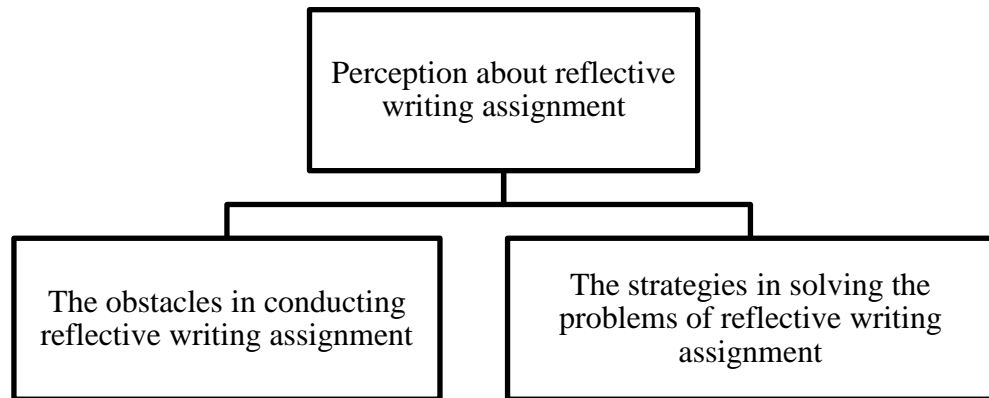 Perception about reflective
writing assignment
The obstacles in conducting
reflective writing assignment
The strategies in solving the
problems of reflective writing
assignment